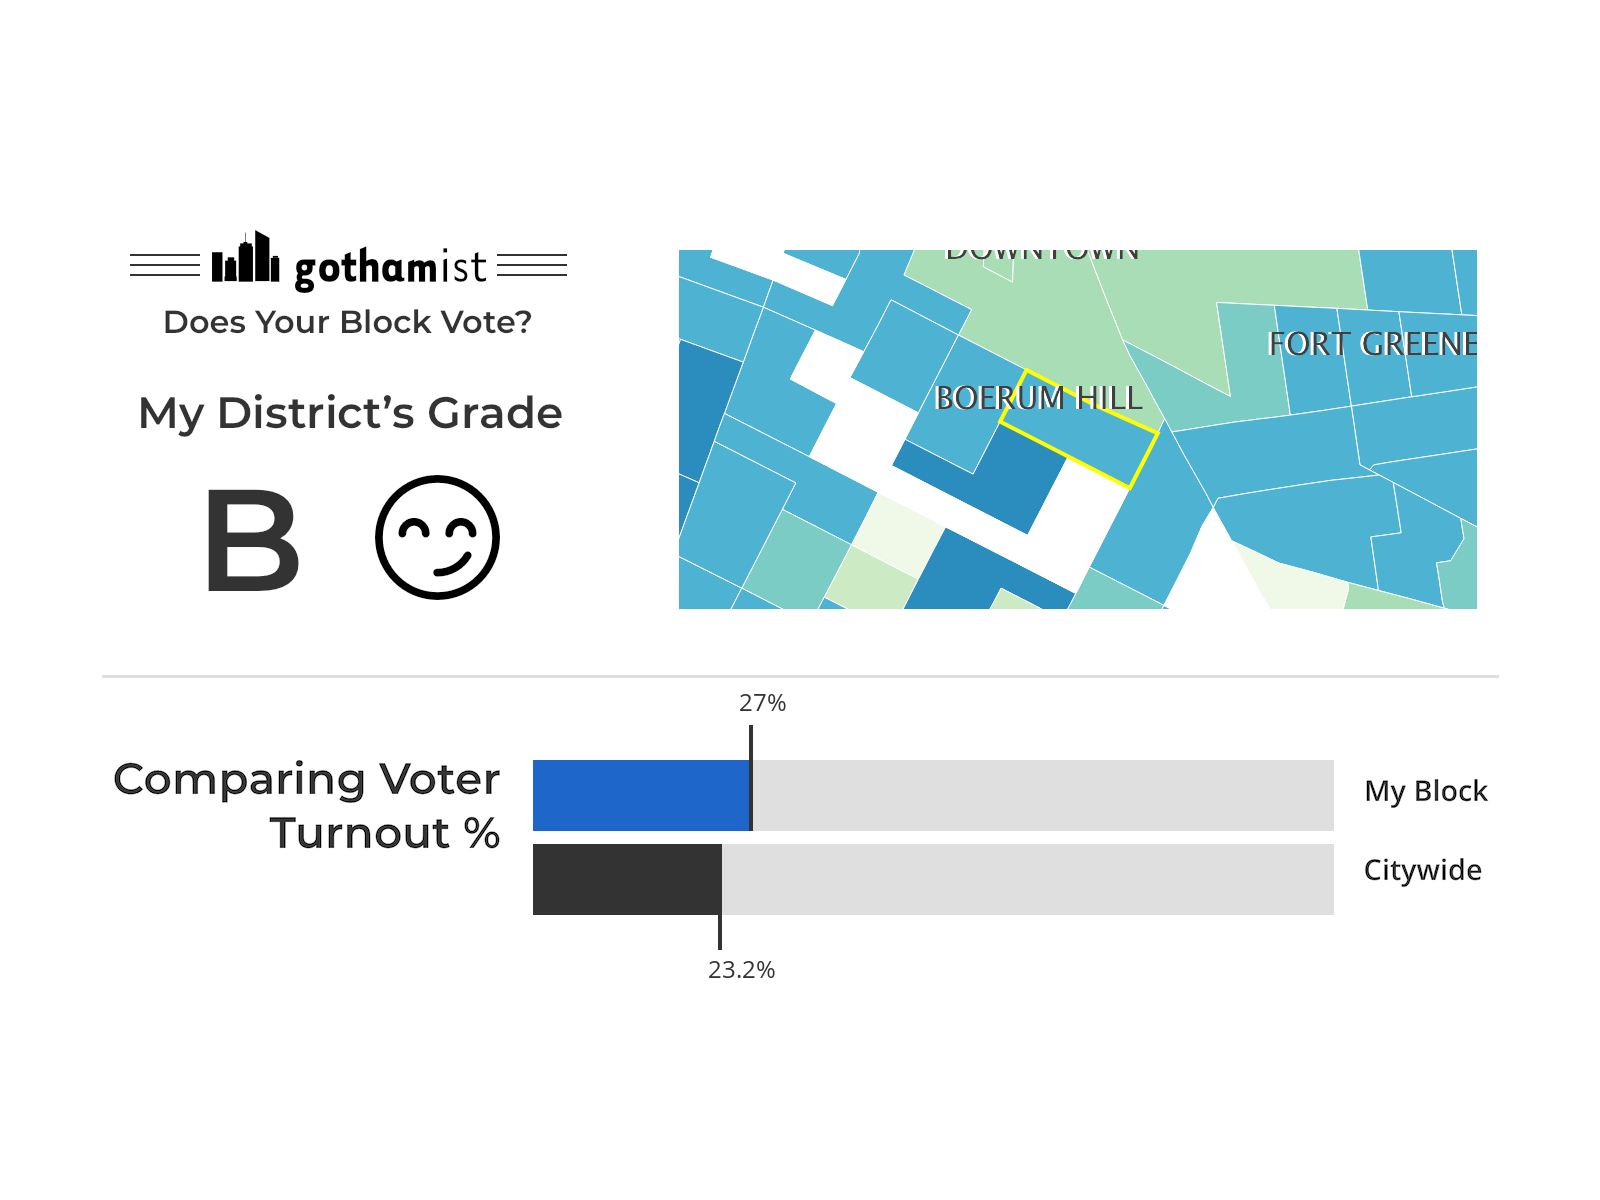 gothamist
Does Your Block Vote?
My District’s Grade
B
DOWNTOWN
FORT GREENE
BOERUM HILL
27%
Comparing Voter
Turnout %
My Block
Citywide
23.2%